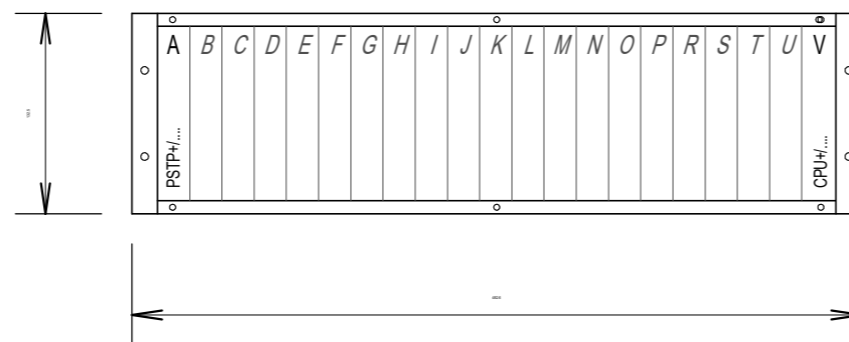 A B C D E F G H I J K L M N O P R S T U V
PSTP+/....
CPU+/....